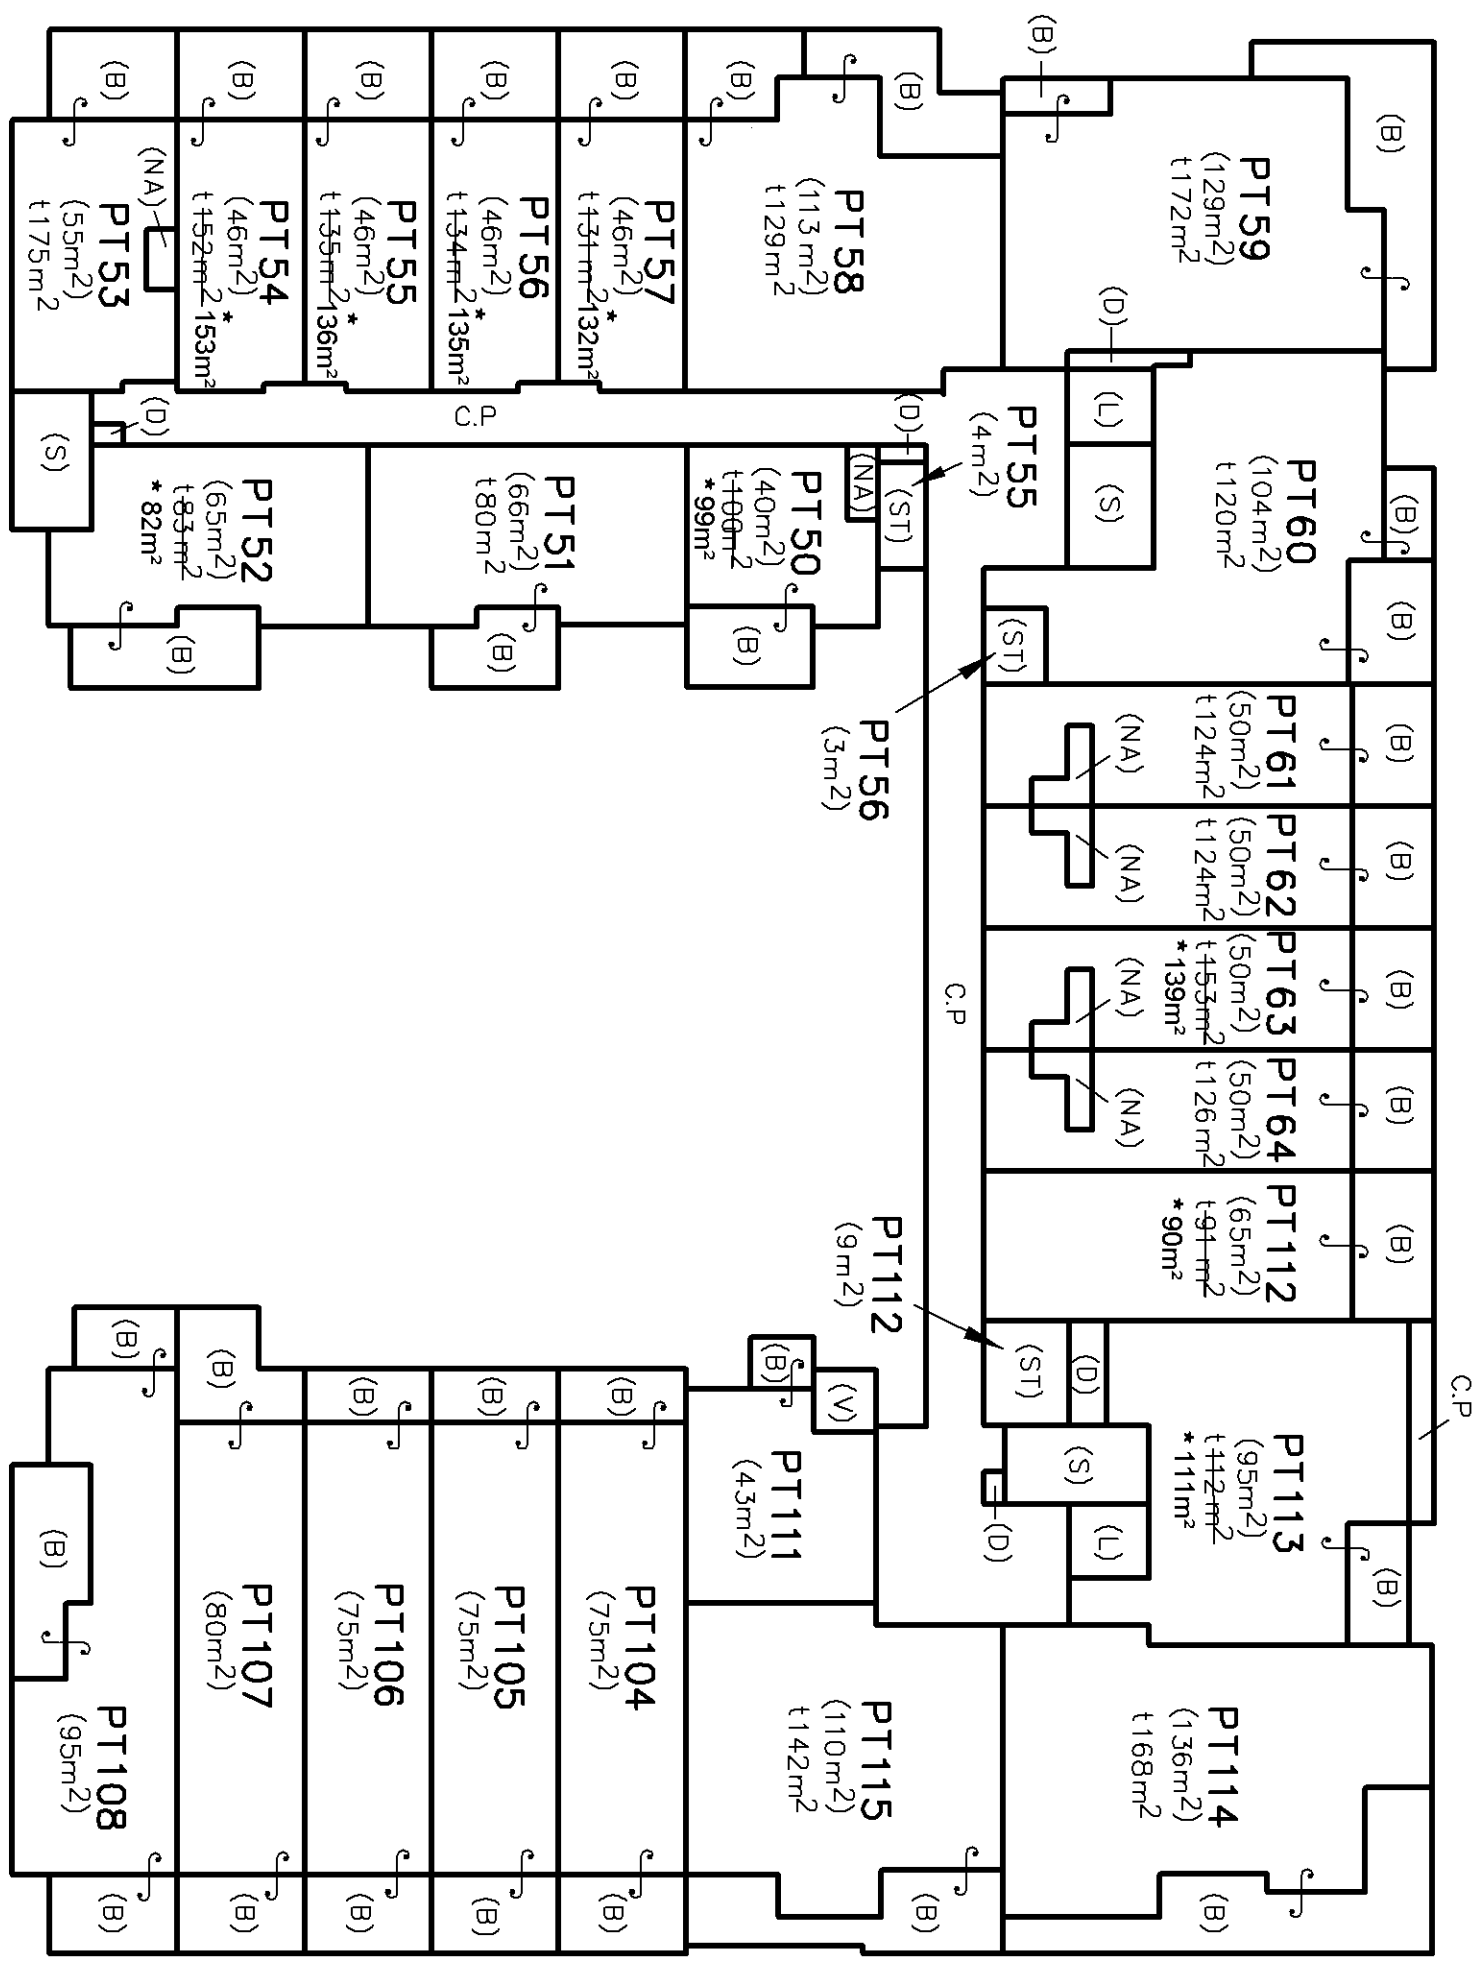 (B)
(B)
(B)
(B)
(B)
(B)
(B)
(B)
(B)
PT53
(55m2)
t175m2
(NA)
PT54
(46m2)
t152m2
*
153m²
PT55
(46m2)
t135m2
*
136m²
PT56
(46m2)
t134m2
*
135m²
PT57
(46m2)
t131m2
*
132m²
PT58
(113m2)
t129m2
PT59
(129m2)
t172m2
(D)
(L)
(S)
PT60
(104m2)
t120m2
(B)
(B)
(S)
(D)
C.P
PT52
(65m2)
t83m2
*82m²
(B)
PT51
(66m2)
t80m2
(B)
PT50
(40m2)
t100m2
*99m²
(B)
(NA)
(D)
(ST)
PT55
(4m2)
(ST)
PT56
(3m2)
(B)
PT61
(50m2)
t124m2
(NA)
(B)
PT62
(50m2)
t124m2
(NA)
(B)
PT63
(50m2)
t153m2
*139m²
(NA)
C.P
(B)
PT64
(50m2)
t126m2
(NA)
(B)
PT112
(65m2)
t91m2
*90m²
PT112
(9m2)
(ST)
(D)
C.P
PT113
(95m2)
t112m2
*111m²
(S)
(L)
(D)
(B)
(B)
(B)
(B)
(B)
(B)
(B)
(V)
PT111
(43m2)
(B)
PT108
(95m2)
PT107
(80m2)
PT106
(75m2)
PT105
(75m2)
PT104
(75m2)
PT115
(110m2)
t142m2
PT114
(136m2)
t168m2
(B)
(B)
(B)
(B)
(B)
(B)
(B)